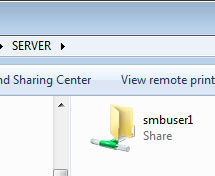 SERVER
nd Sharing Center View remote print
smbuser1
Share